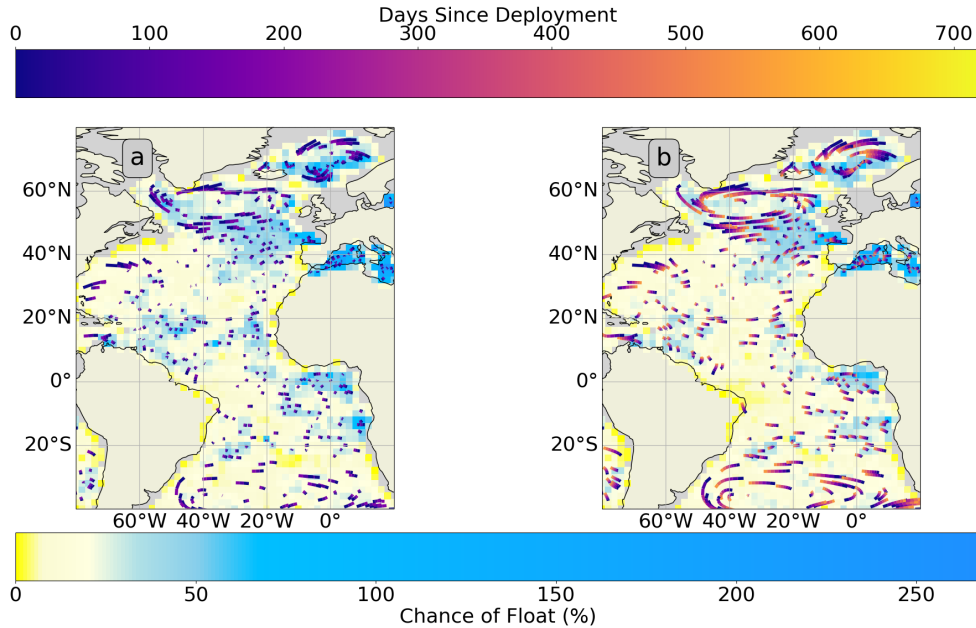 Days Since Deployment
0 100 200 300 400 500 600 700
a b
60°N 60°N
40°N 40°N
20°N 20°N
0° 0°
20°S 20°S
60°W 40°W 20°W 0° 60°W 40°W 20°W 0°
0 50 100 150 200 250
Chance of Float (%)